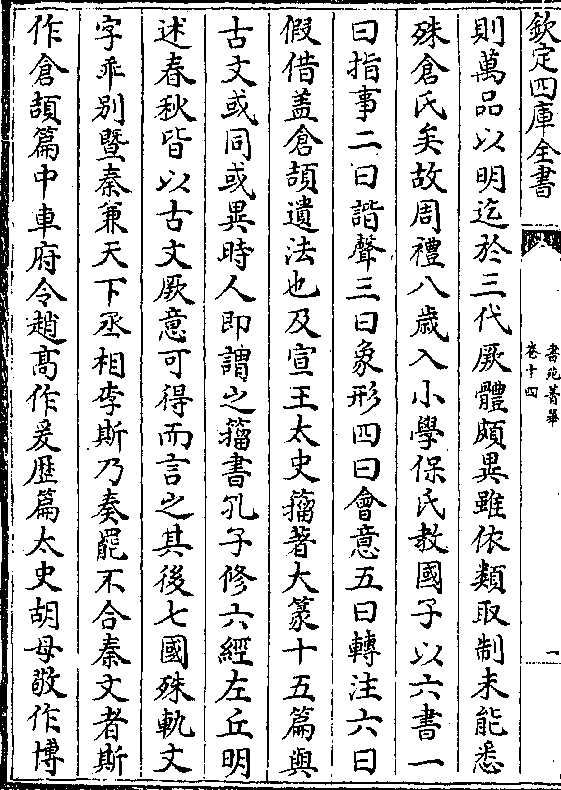 欽定四庫全書
書苑菁華
卷十四
一
則萬品以明迄於三代厥體頗異雖依類取制未能悉
殊倉氏矣故周禮八歲入小學保氏教國子以六書一
曰指事二曰諧聲三曰象形四曰會意五曰轉注六曰
假借盖倉頡遺法也及宣王太史籕著大篆十五篇與
古文或同或異時人即謂之籕書孔子修六經左丘明
述春秋皆以古文厥意可得而言之其後七國殊軌文
字乖别暨秦兼天下丞相李斯乃奏罷不合秦文者斯
作倉頡篇中車府令趙髙作爰歴篇太史胡母敬作博